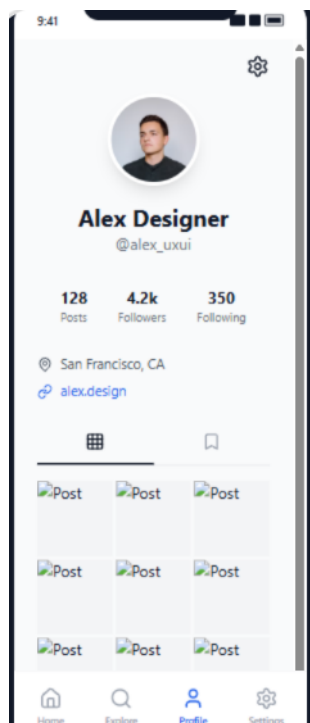 9:41
Alex Designer
@alex_uxui
128 4.2k 350
Posts Followers Following
San Francisco, CA
alex.design
Post Post Post
Post Post Post
Post Post Post
Home Explore Profile Settings